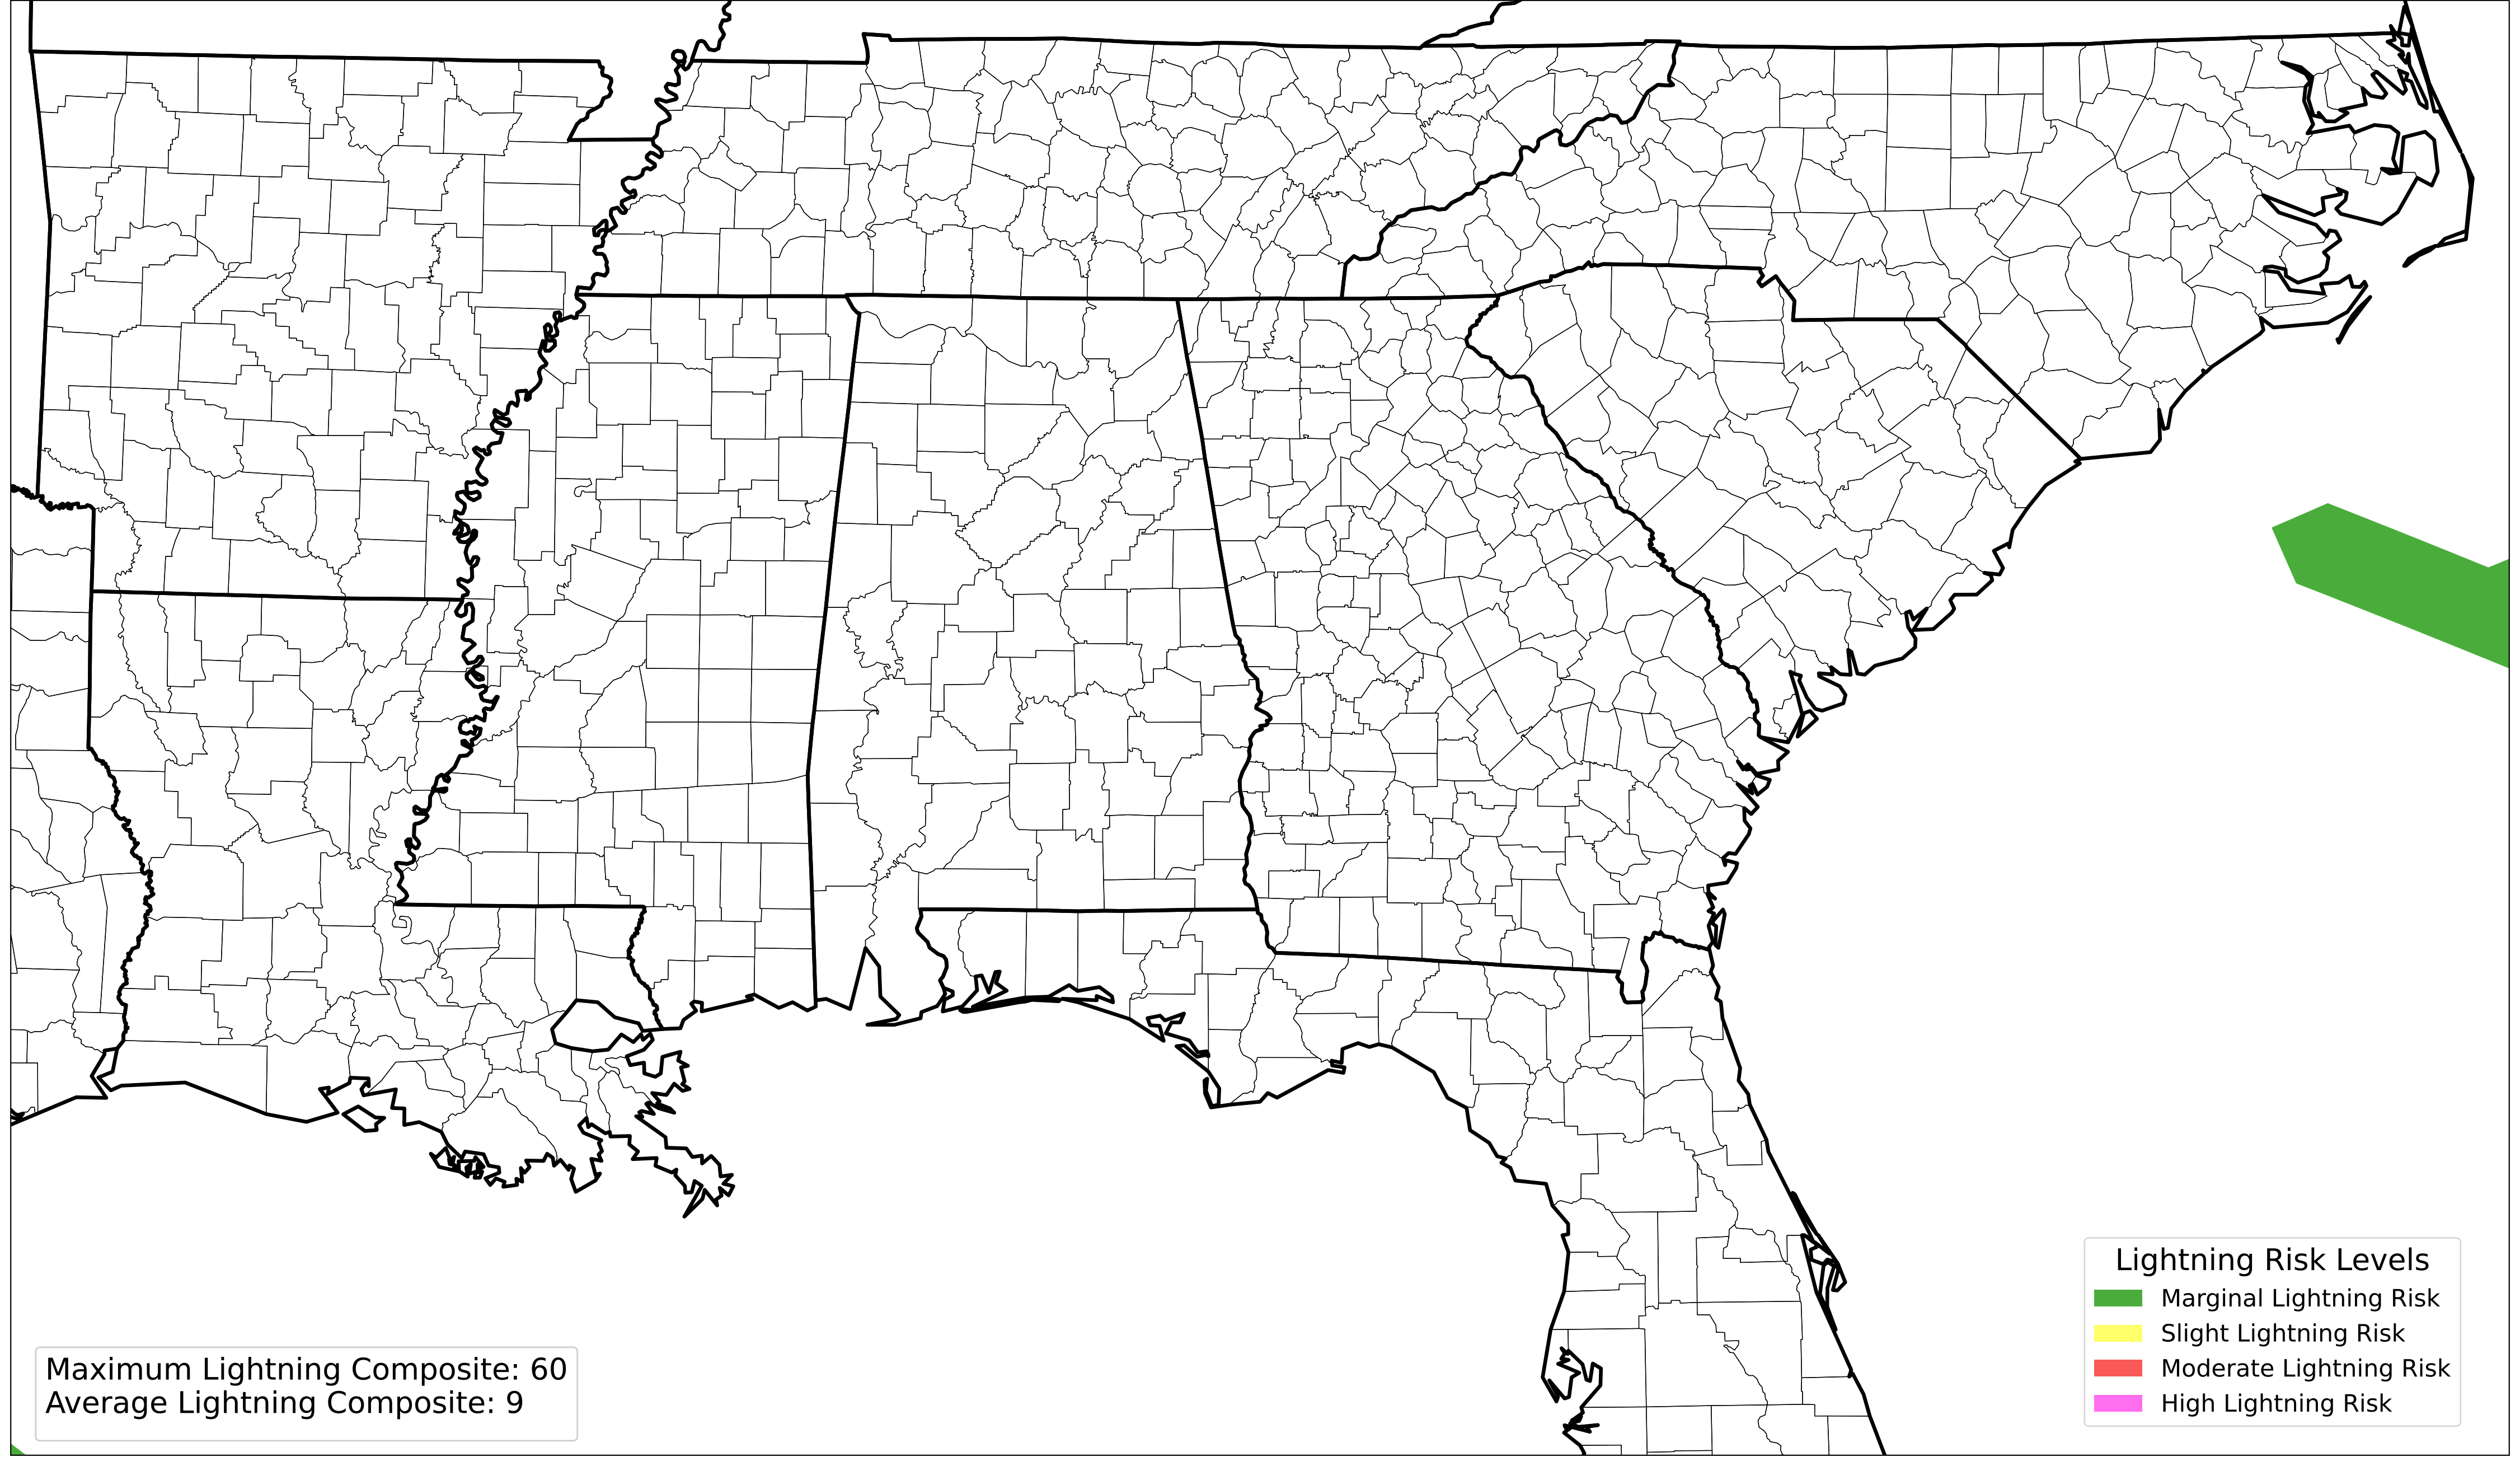 Maximum Lightning Composite: 60
Average Lightning Composite: 9
Lightning Risk Levels
Marginal Lightning Risk
Slight Lightning Risk
Moderate Lightning Risk
High Lightning Risk